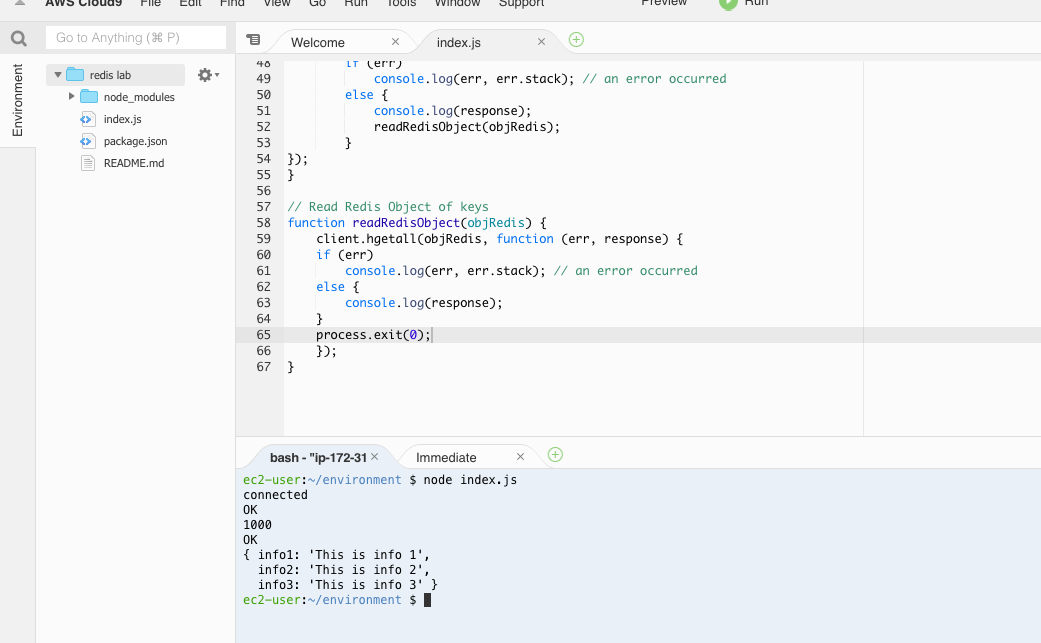 AWS Cloud9 File Edit Find View Go Run Tools Window Support Preview Run
Go to Anything (⌘ P)
Welcome
index.js
Environment
redis lab
node_modules
index.js
package.json
README.md
48 if (err)
49 console.log(err, err.stack); // an error occurred
50 else {
51 console.log(response);
52 readRedisObject(objRedis);
53 }
54 });
55 }
56
57 // Read Redis Object of keys
58 function readRedisObject(objRedis) {
59 client.hgetall(objRedis, function (err, response) {
60 if (err)
61 console.log(err, err.stack); // an error occurred
62 else {
63 console.log(response);
64 }
65 process.exit(0);
66 });
67 }
bash - "ip-172-31
Immediate
ec2-user:~/environment $ node index.js
connected
OK
1000
OK
{ info1: 'This is info 1',
info2: 'This is info 2',
info3: 'This is info 3' }
ec2-user:~/environment $